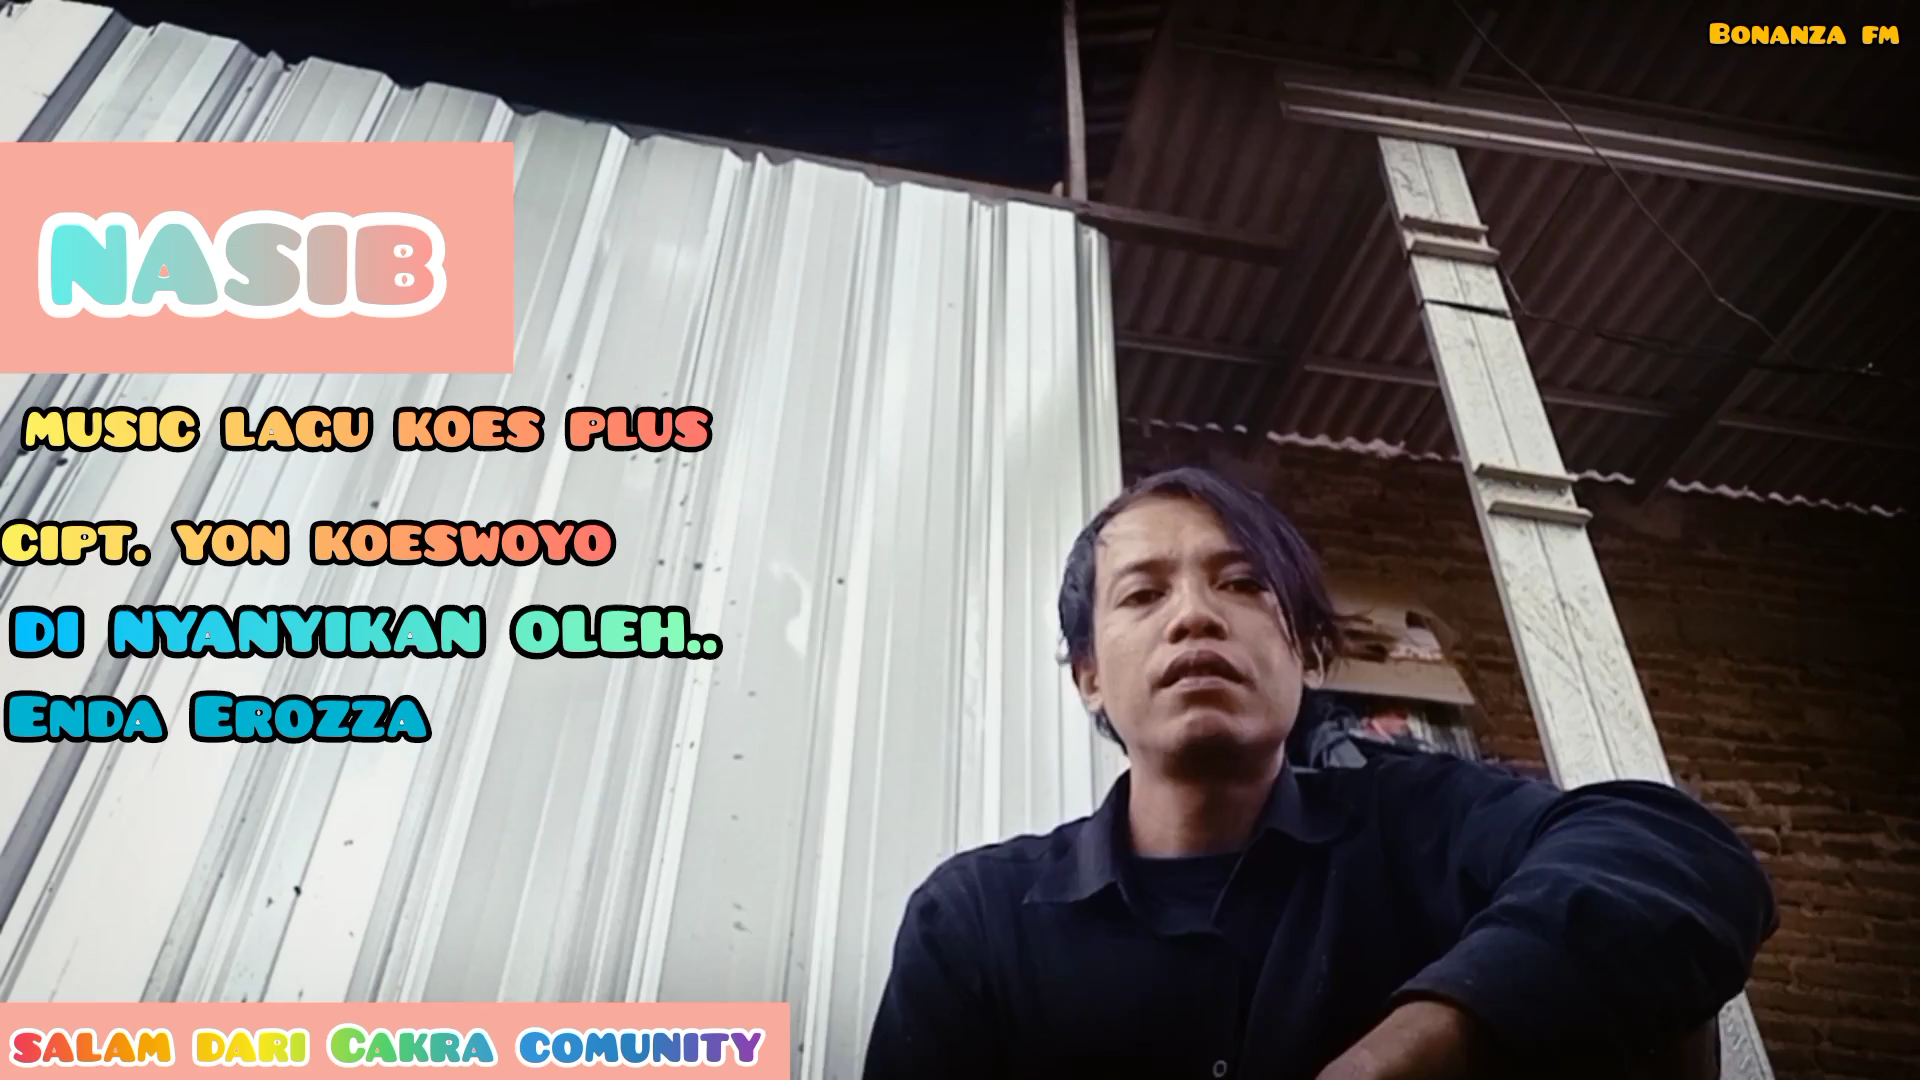 Bonanza fm
NASIB
MUSIC LAGU KOES PLUS
CIPT. YON KOESWOYO
DI NYANYIKAN OLEH..
Enda Erozza
SALAM DARI CAKRA COMUNITY